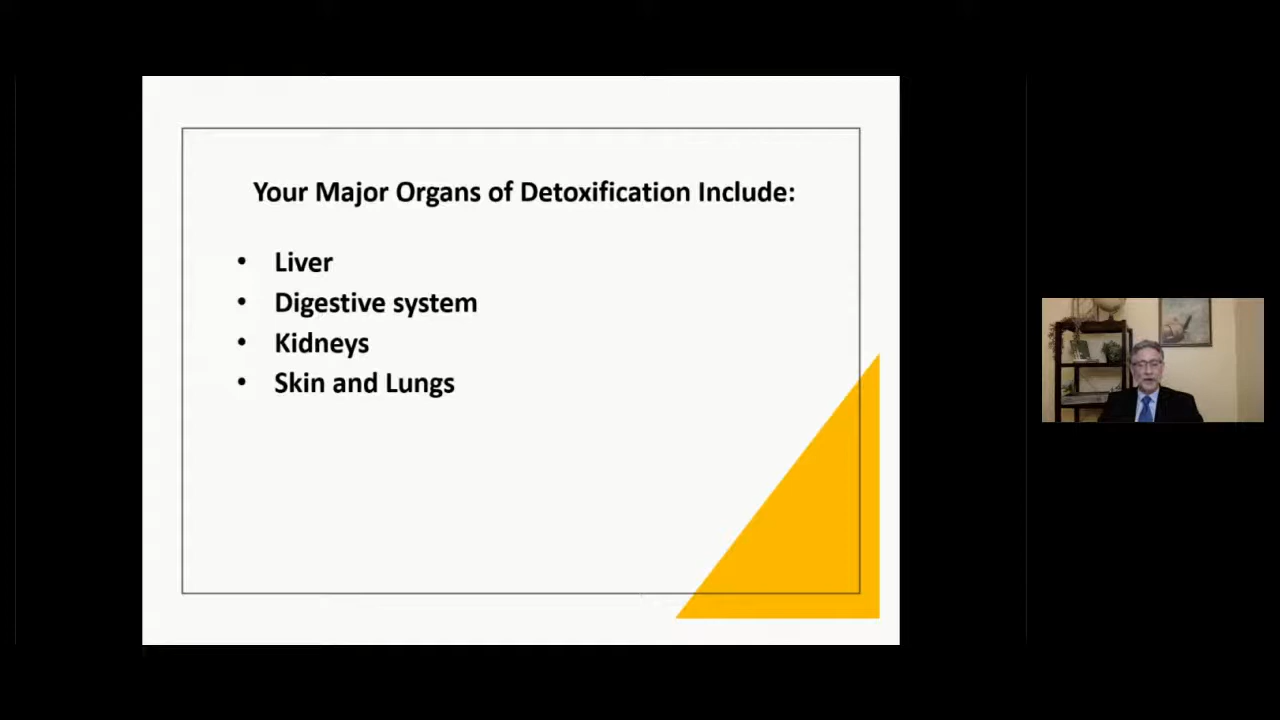 Your Major Organs of Detoxification Include:
• Liver
• Digestive system
• Kidneys
• Skin and Lungs